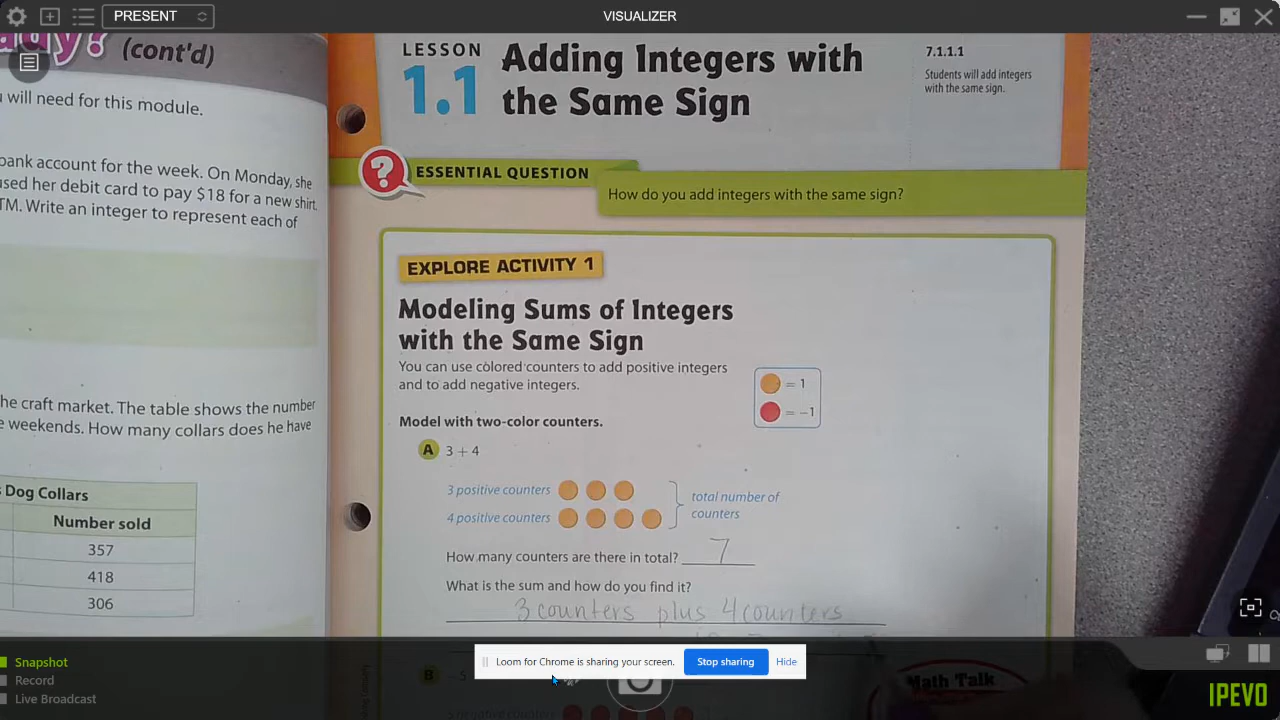 PRESENT
VISUALIZER
(cont'd)
will need for this module.
bank account for the week. On Monday, she
used her debit card to pay $18 for a new shirt.
TM. Write an integer to represent each of
he craft market. The table shows the number
e weekends. How many collars does he have
Dog Collars
Number sold
357
418
306
LESSON
1.1
Adding Integers with
the Same Sign
7.1.1.1
Students will add integers
with the same sign.
?
ESSENTIAL QUESTION
How do you add integers with the same sign?
EXPLORE ACTIVITY 1
Modeling Sums of Integers
with the Same Sign
You can use colored counters to add positive integers
and to add negative integers.
= 1
= −1
Model with two-color counters.
A 3 + 4
3 positive counters
4 positive counters
total number of
counters
How many counters are there in total? 7
What is the sum and how do you find it?
3 counters plus 4 counters
B
Math Talk
Loom for Chrome is sharing your screen.
Stop sharing
Hide
Snapshot
Record
Live Broadcast
IPEVO